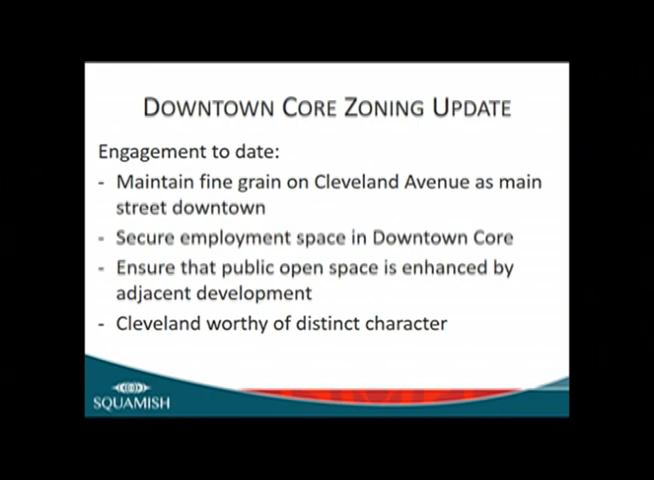 DOWNTOWN CORE ZONING UPDATE
Engagement to date:
- Maintain fine grain on Cleveland Avenue as main
street downtown
- Secure employment space in Downtown Core
- Ensure that public open space is enhanced by
adjacent development
- Cleveland worthy of distinct character
SQUAMISH